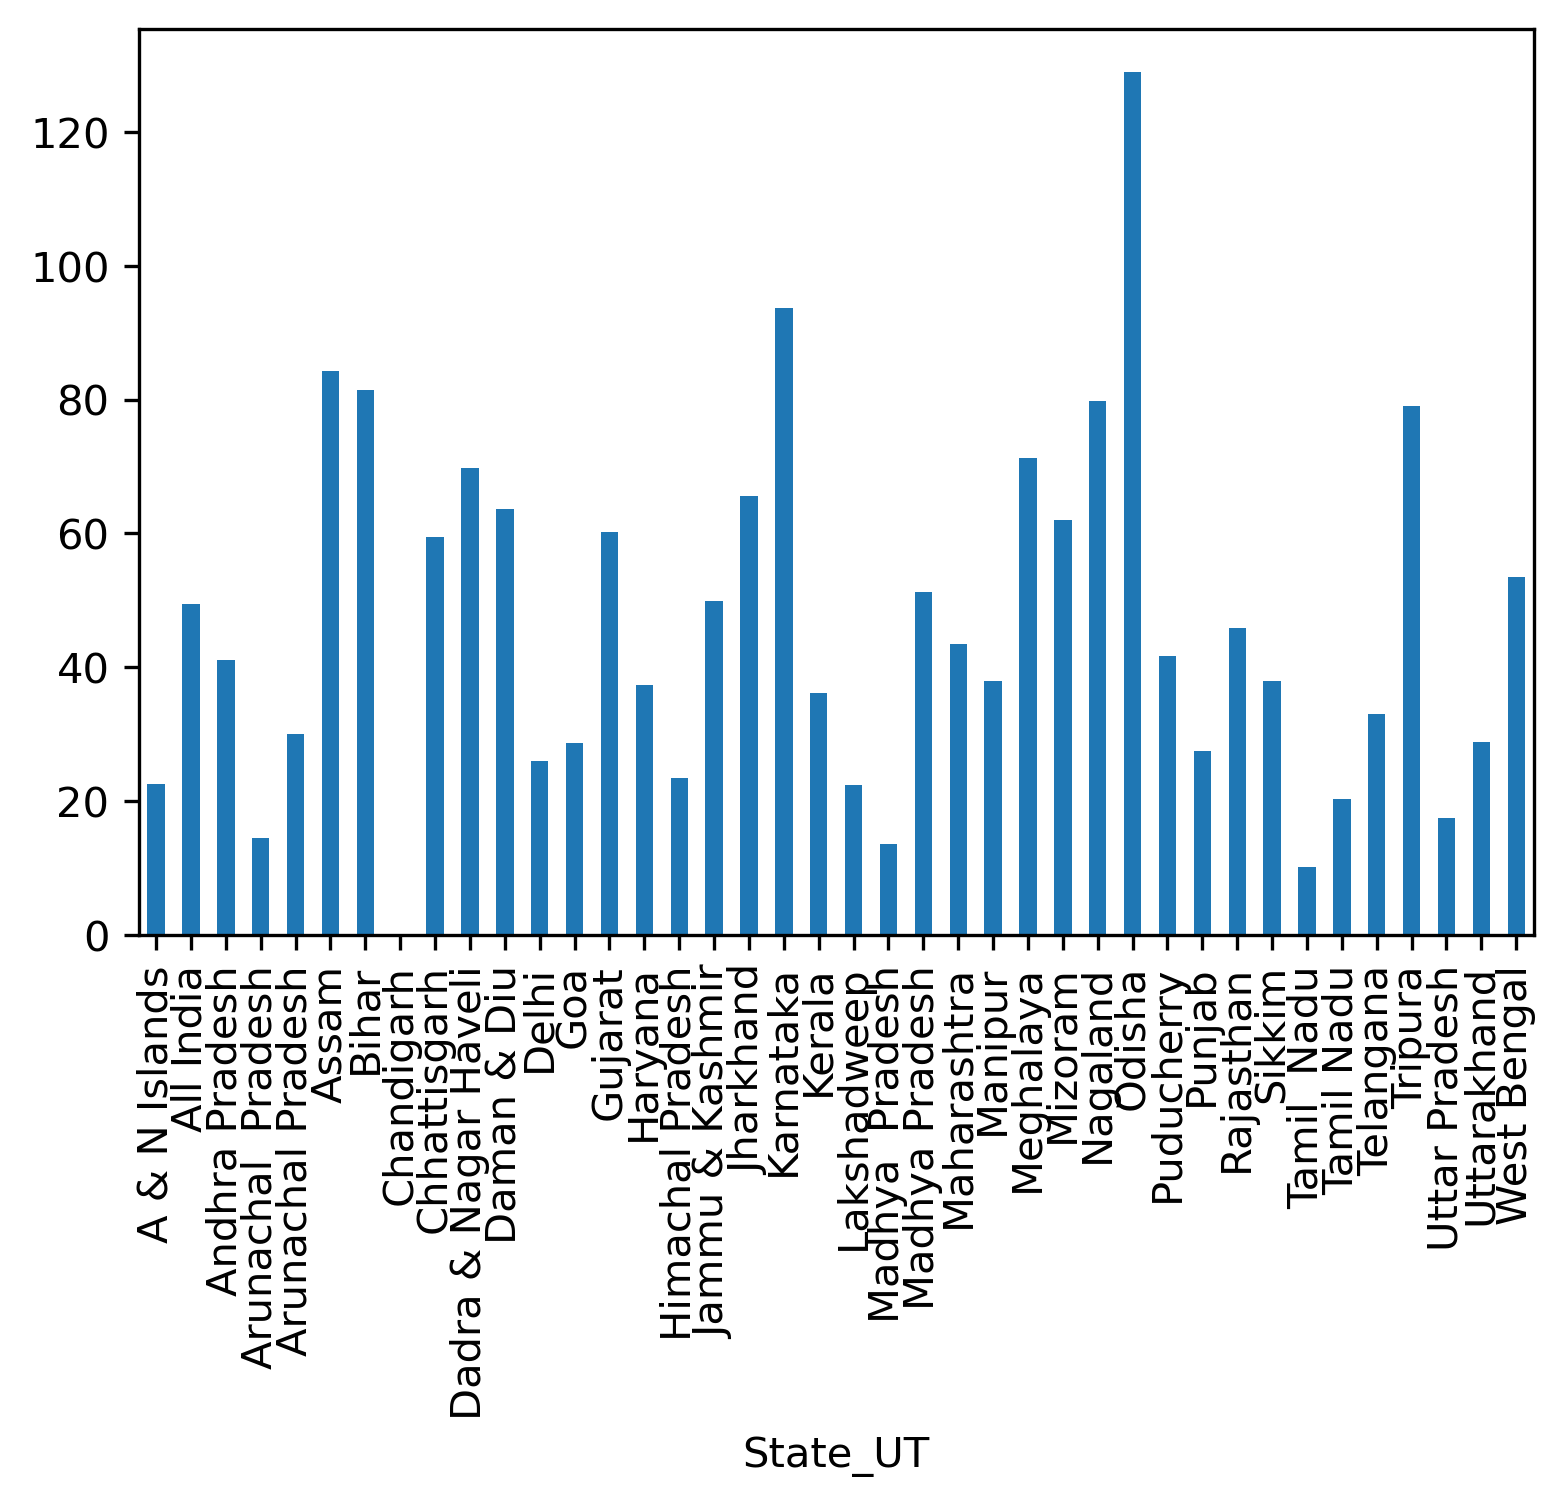 120
100
80
60
40
20
0
A & N Islands
All India
Andhra Pradesh
Arunachal  Pradesh
Arunachal Pradesh
Assam
Bihar
Chandigarh
Chhattisgarh
Dadra & Nagar Haveli
Daman & Diu
Delhi
Goa
Gujarat
Haryana
Himachal Pradesh
Jammu & Kashmir
Jharkhand
Karnataka
Kerala
Lakshadweep
Madhya  Pradesh
Madhya Pradesh
Maharashtra
Manipur
Meghalaya
Mizoram
Nagaland
Odisha
Puducherry
Punjab
Rajasthan
Sikkim
Tamil  Nadu
Tamil Nadu
Telangana
Tripura
Uttar Pradesh
Uttarakhand
West Bengal
State_UT